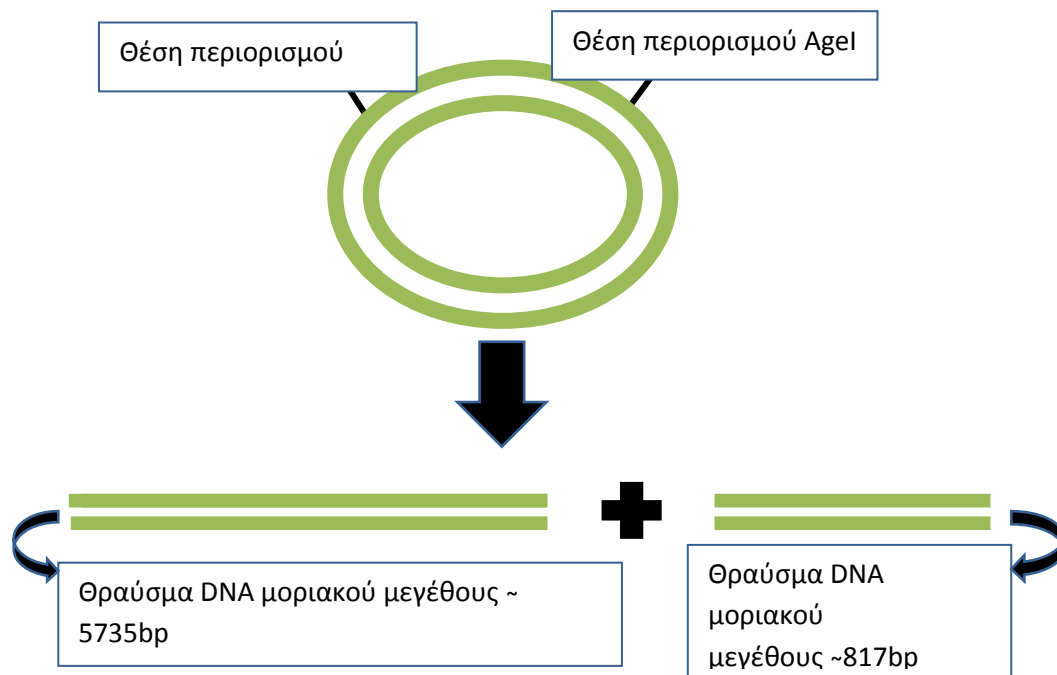 Θέση περιορισμού
Θέση περιορισμού AgeI
Θραύσμα DNA μοριακού μεγέθους ~
5735bp
Θραύσμα DNA
μοριακού
μεγέθους ~817bp